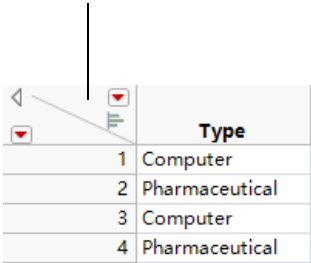 Type
1 Computer
2 Pharmaceutical
3 Computer
4 Pharmaceutical